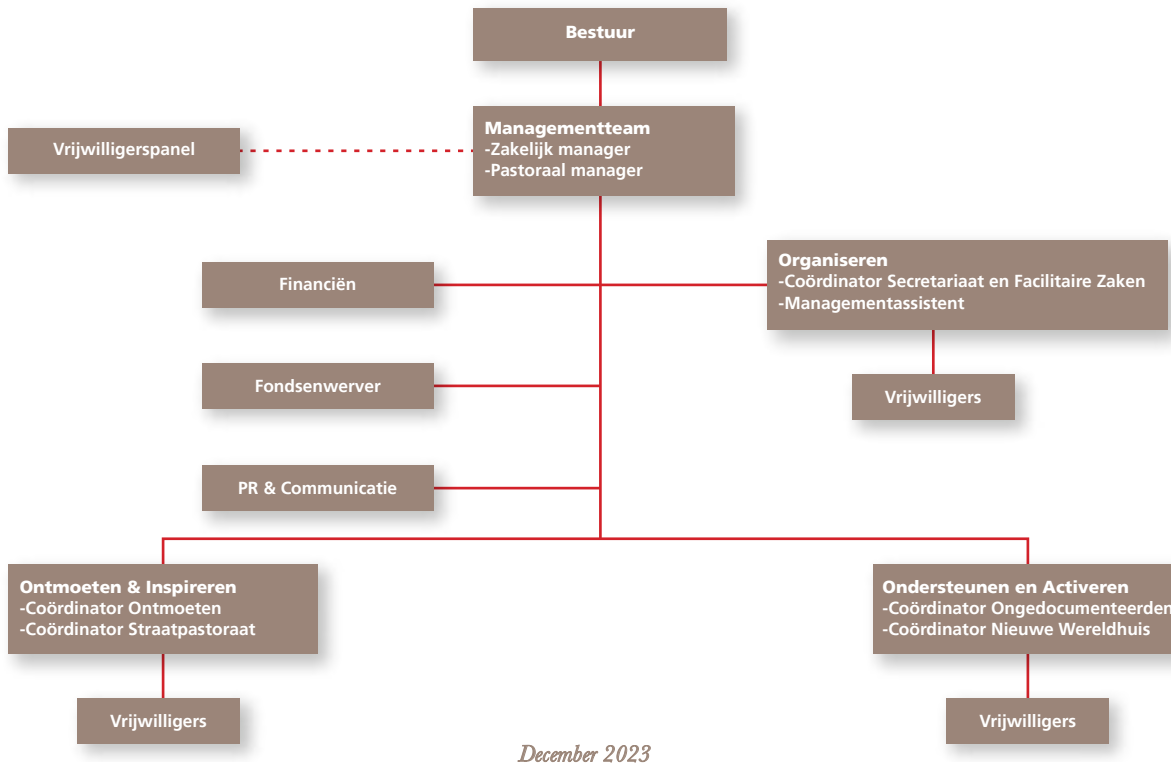 Bestuur
Managementteam
-Zakelijk manager
-Pastoraal manager
Vrijwilligerspanel
Financiën
Organiseren
-Coördinator Secretariaat en Facilitaire Zaken
-Managementassistent
Fondsenwerver
Vrijwilligers
PR & Communicatie
Ontmoeten & Inspireren
-Coördinator Ontmoeten
-Coördinator Straatpastoraat
Ondersteunen en Activeren
-Coördinator Ongedocumenteerden
-Coördinator Nieuwe Wereldhuis
Vrijwilligers
Vrijwilligers
December 2023